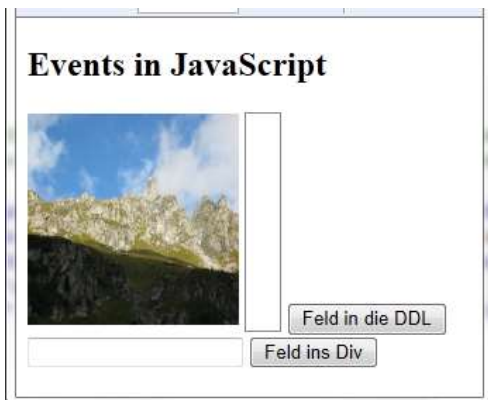 Events in JavaScript
Feld in die DDL
Feld ins Div